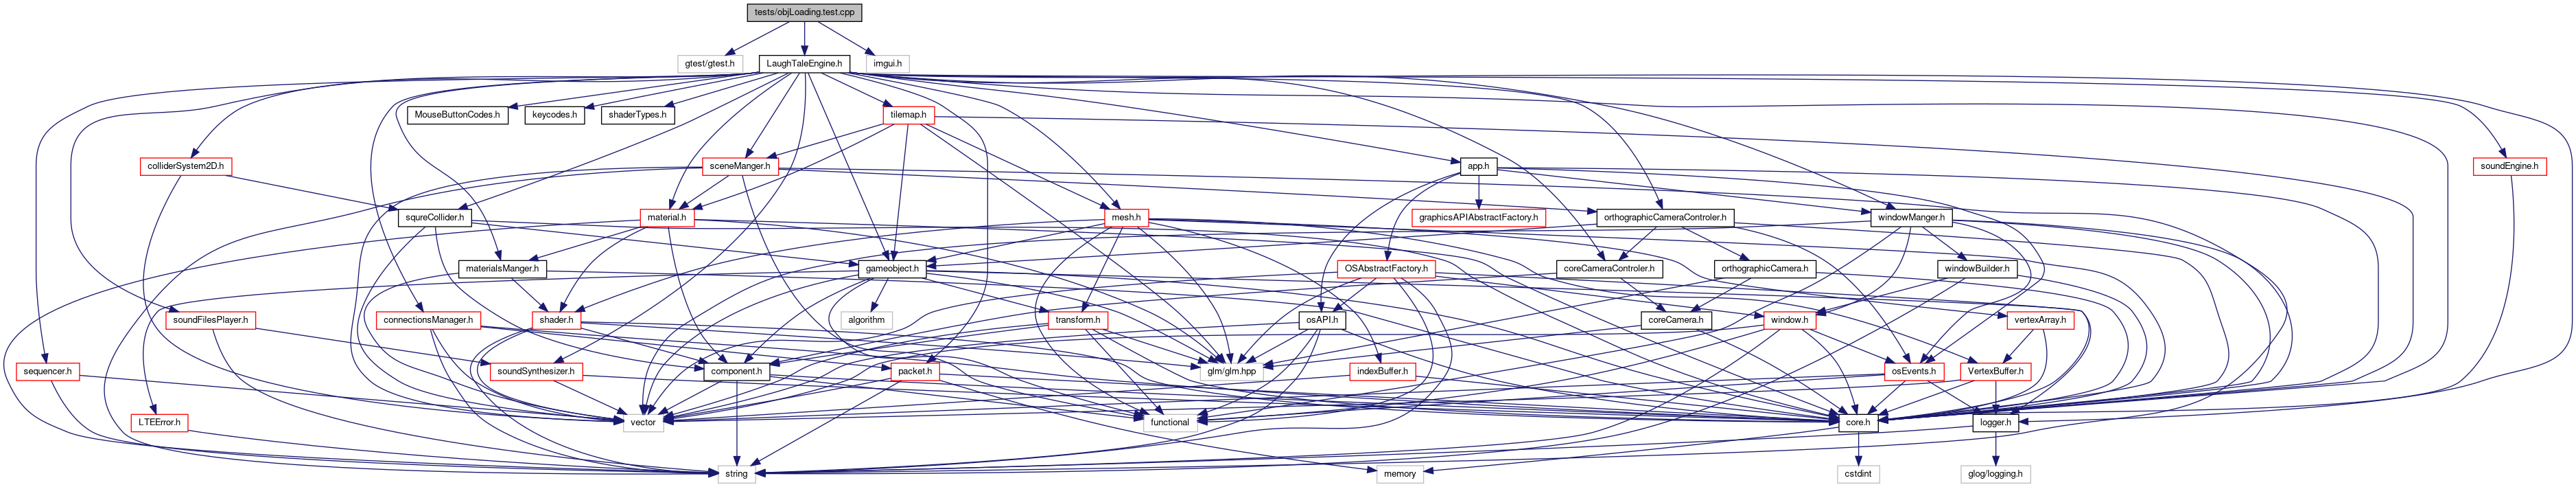 tests/objLoading.test.cpp
gtest/gtest.h
LaughTaleEngine.h
imgui.h
MouseButtonCodes.h
keycodes.h
shaderTypes.h
tilemap.h
colliderSystem2D.h
sceneManger.h
app.h
soundEngine.h
squreCollider.h
material.h
mesh.h
graphicsAPIAbstractFactory.h
orthographicCameraControler.h
windowManger.h
materialsManger.h
gameobject.h
OSAbstractFactory.h
coreCameraControler.h
orthographicCamera.h
windowBuilder.h
soundFilesPlayer.h
connectionsManager.h
shader.h
algorithm
transform.h
osAPI.h
coreCamera.h
window.h
vertexArray.h
sequencer.h
soundSynthesizer.h
component.h
packet.h
glm/glm.hpp
indexBuffer.h
osEvents.h
VertexBuffer.h
LTEError.h
vector
functional
core.h
logger.h
string
memory
cstdint
glog/logging.h